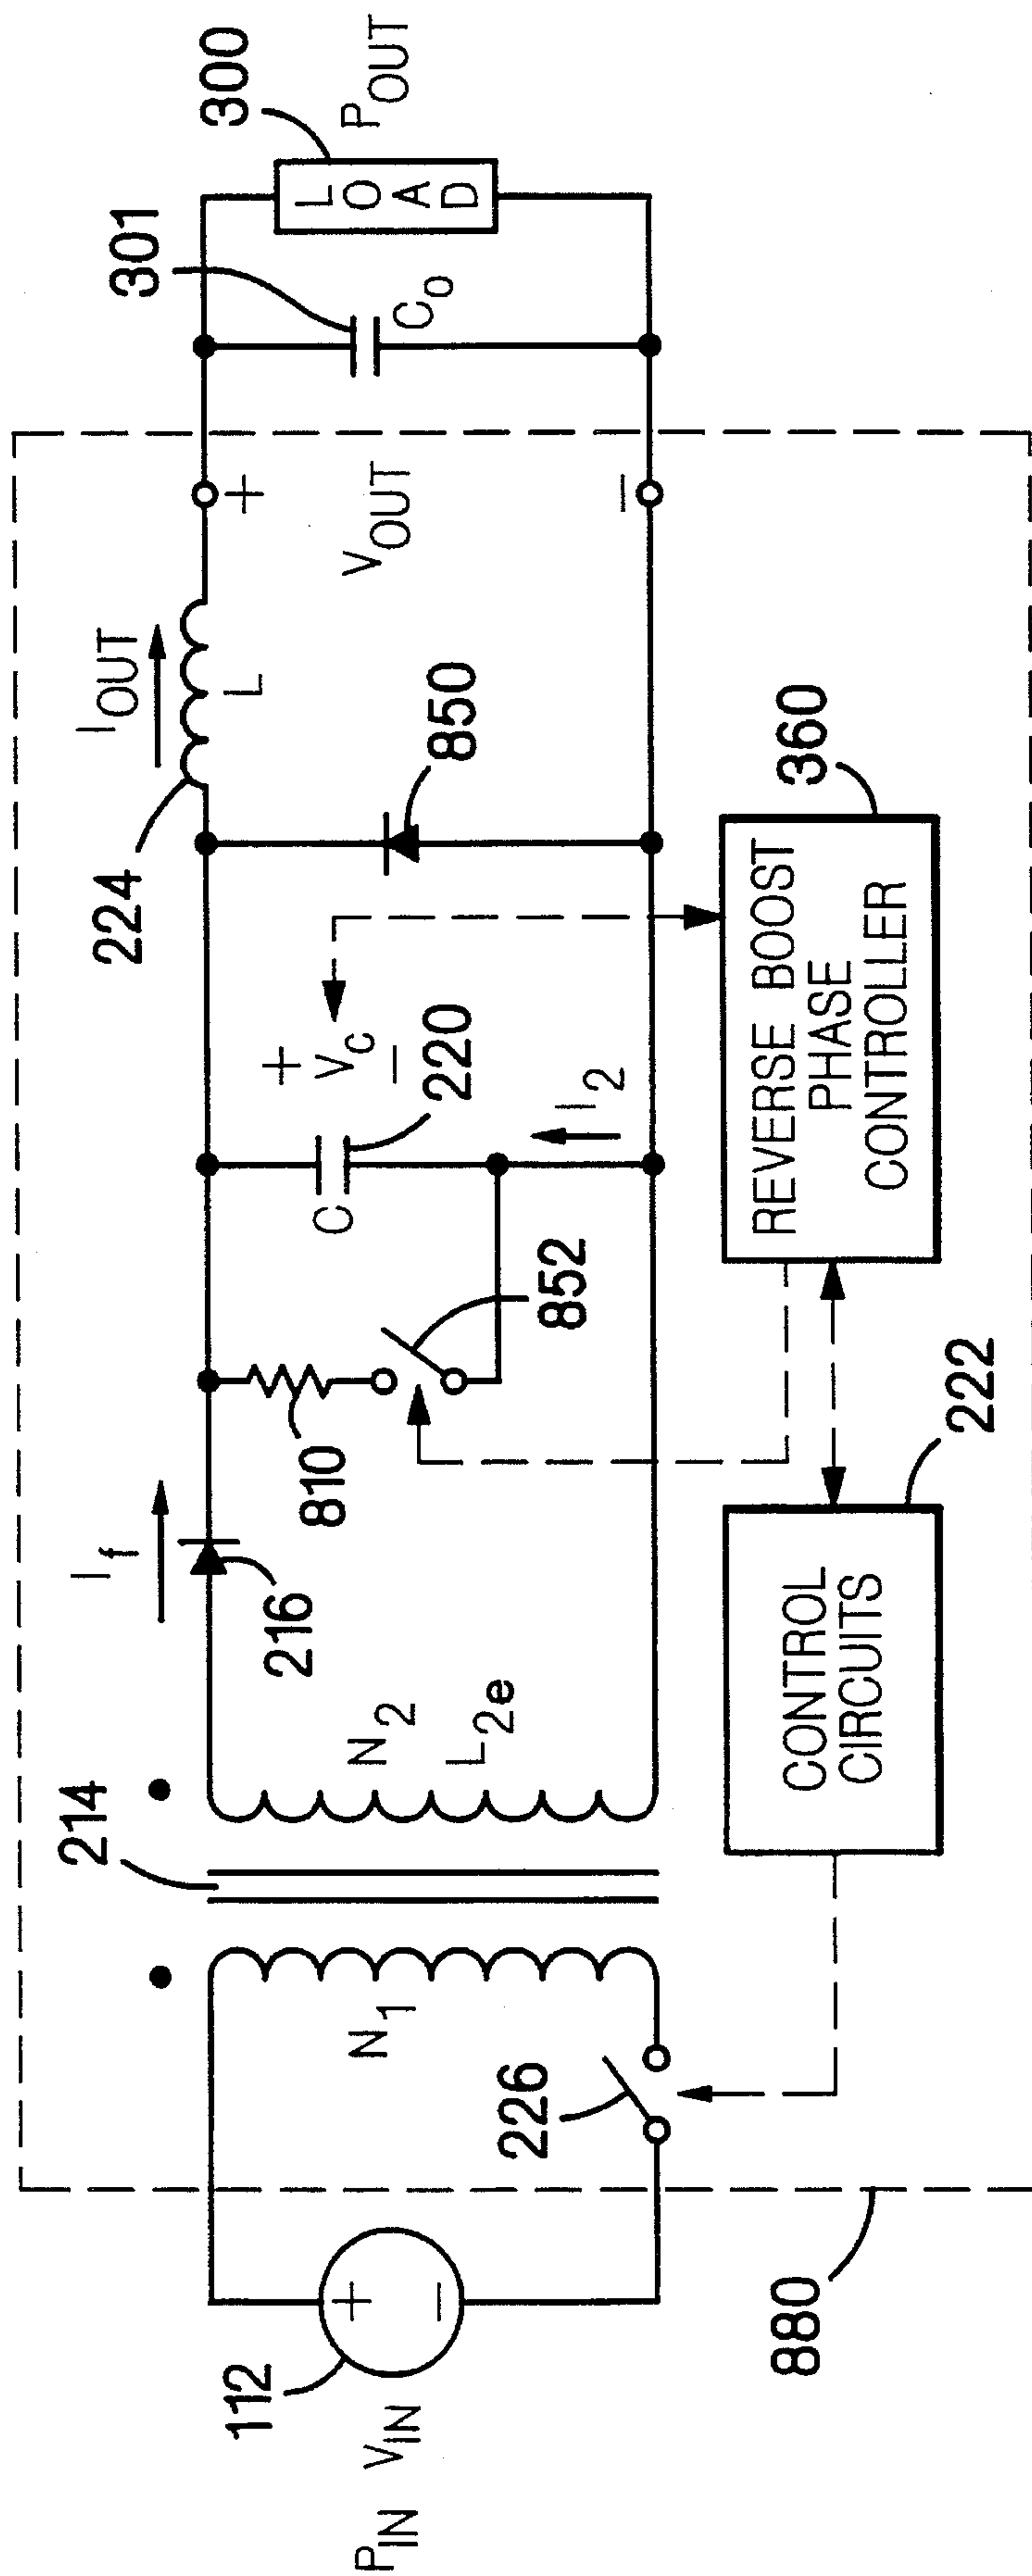 P_IN V_IN
112
880
226
N_1
214
N_2
L_2e
216
I_f
810
852
C
220
+
V_C
−
I_2
850
224
L
I_OUT
+
V_OUT
−
301
C_O
300
LOAD
P_OUT
+
−
CONTROL
CIRCUITS
222
REVERSE BOOST
PHASE
CONTROLLER
360